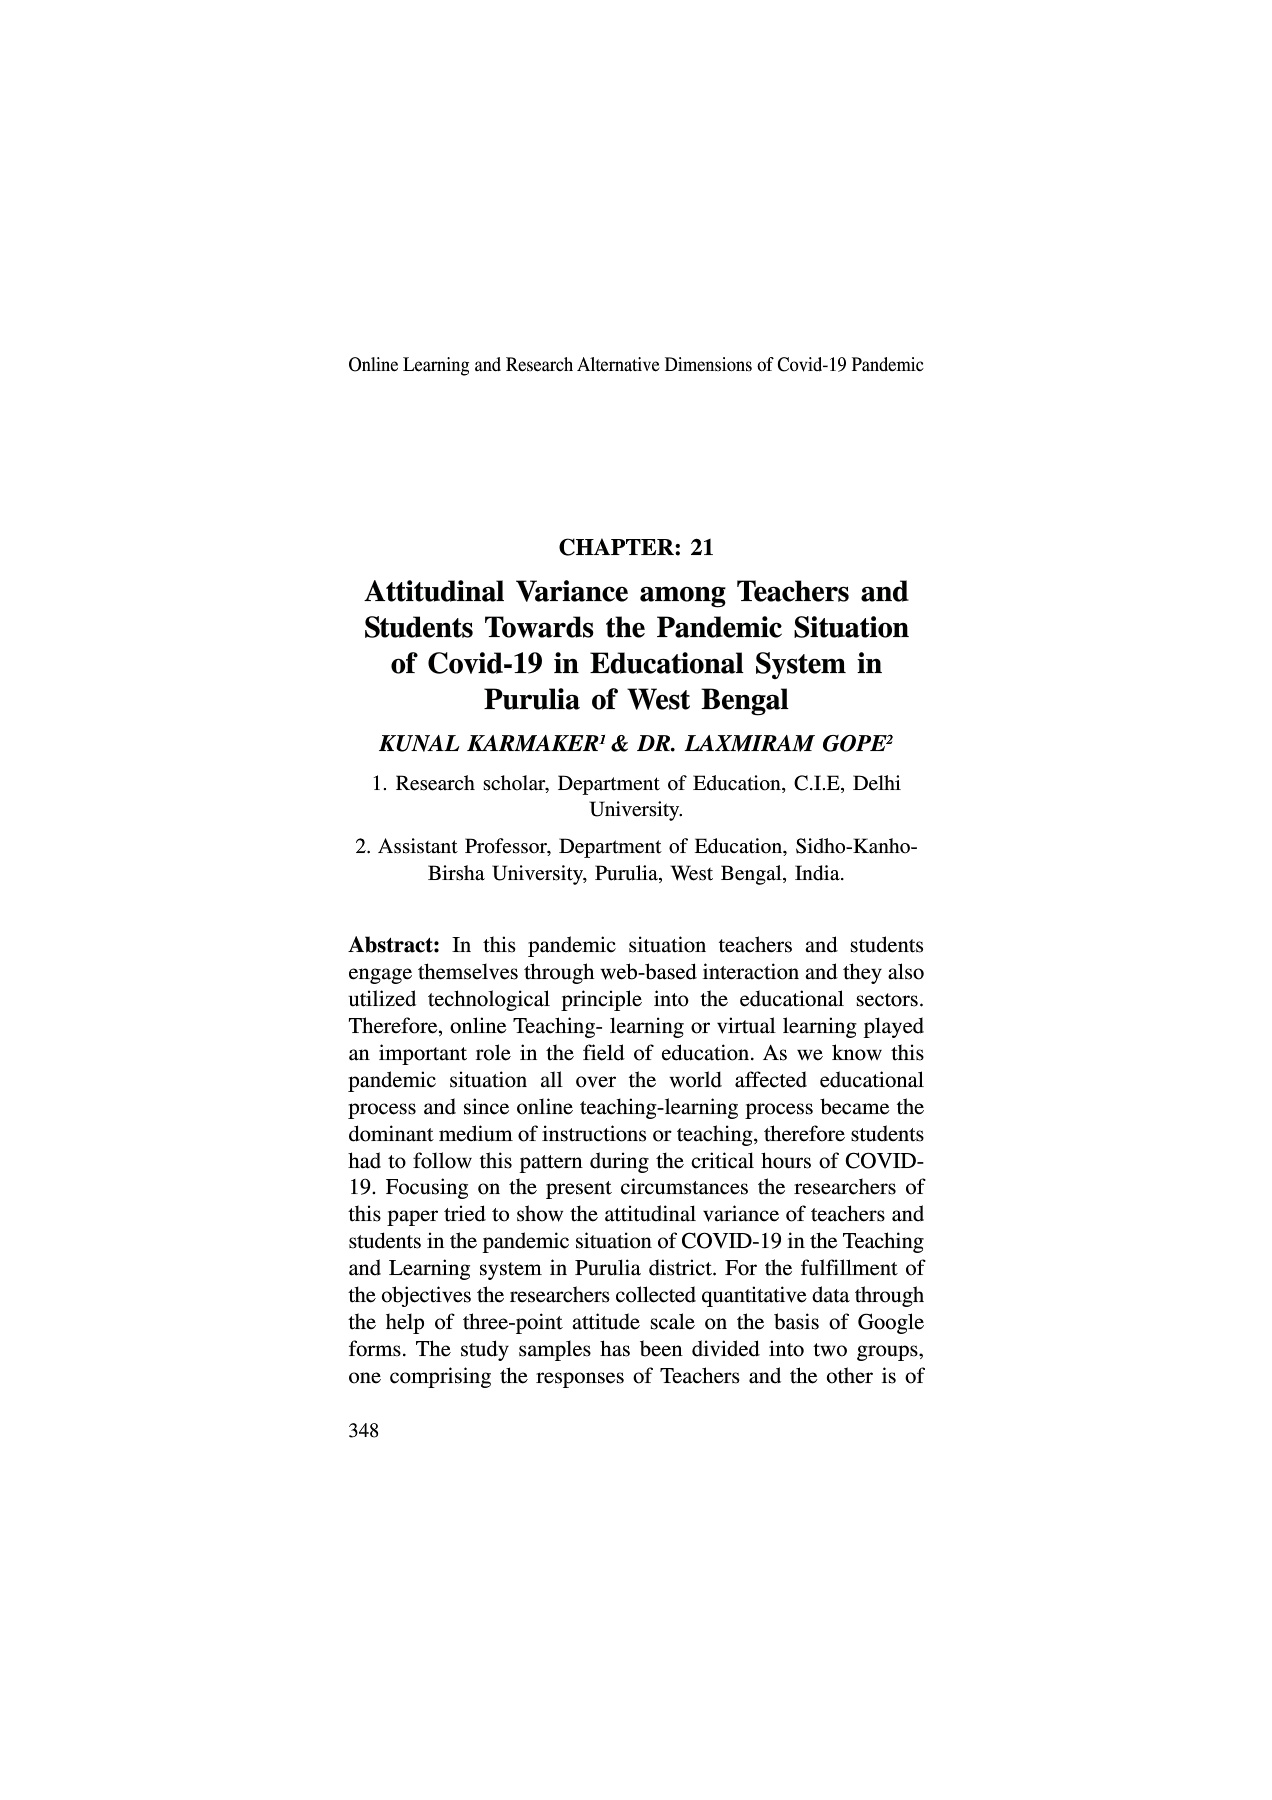 Online Learning and Research Alternative Dimensions of Covid-19 Pandemic
CHAPTER: 21
Attitudinal Variance among Teachers and
Students Towards the Pandemic Situation
of Covid-19 in Educational System in
Purulia of West Bengal
KUNAL KARMAKER¹ & DR. LAXMIRAM GOPE²
1. Research scholar, Department of Education, C.I.E, Delhi
University.
2. Assistant Professor, Department of Education, Sidho-Kanho-
Birsha University, Purulia, West Bengal, India.
Abstract: In this pandemic situation teachers and students
engage themselves through web-based interaction and they also
utilized technological principle into the educational sectors.
Therefore, online Teaching- learning or virtual learning played
an important role in the field of education. As we know this
pandemic situation all over the world affected educational
process and since online teaching-learning process became the
dominant medium of instructions or teaching, therefore students
had to follow this pattern during the critical hours of COVID-
19. Focusing on the present circumstances the researchers of
this paper tried to show the attitudinal variance of teachers and
students in the pandemic situation of COVID-19 in the Teaching
and Learning system in Purulia district. For the fulfillment of
the objectives the researchers collected quantitative data through
the help of three-point attitude scale on the basis of Google
forms. The study samples has been divided into two groups,
one comprising the responses of Teachers and the other is of
348